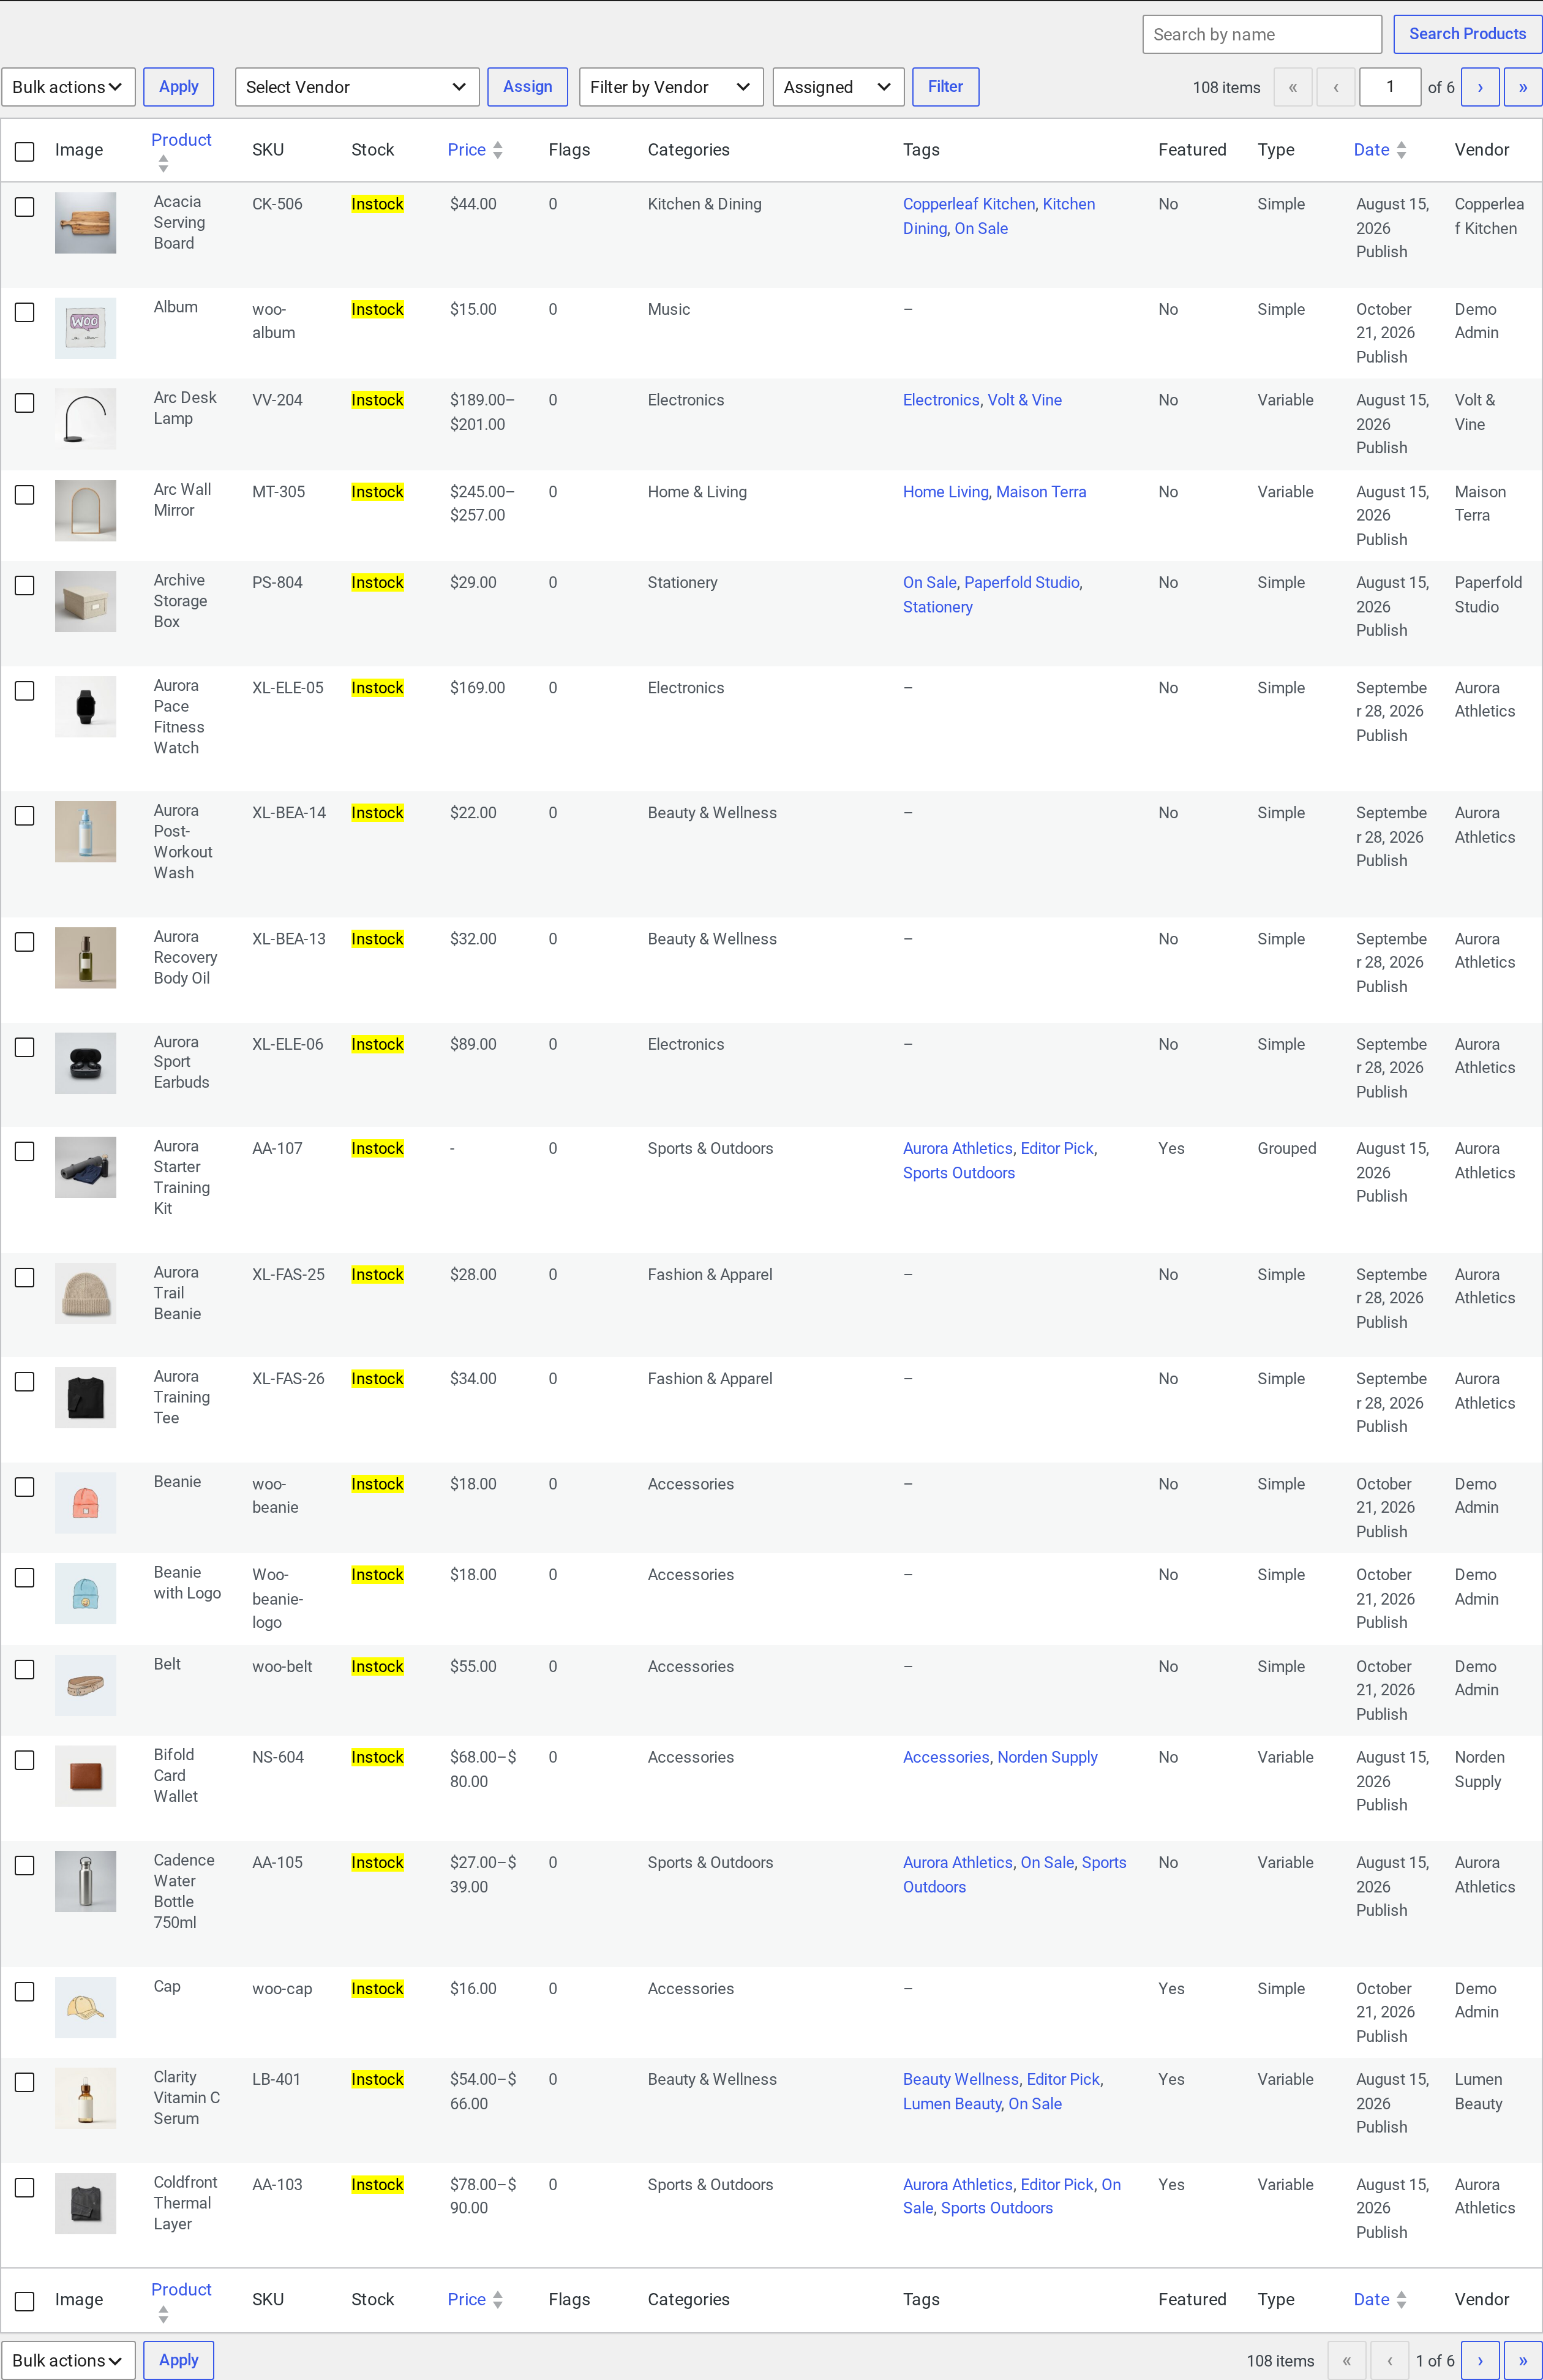 Search by name Search Products
Bulk actions Apply Select Vendor Assign Filter by Vendor Assigned Filter 108 items « ‹ 1 of 6 › »
Image Product SKU Stock Price Flags Categories Tags Featured Type Date Vendor
Acacia Serving Board CK-506 Instock $44.00 0 Kitchen & Dining Copperleaf Kitchen, Kitchen Dining, On Sale No Simple August 15, 2026 Publish Copperleaf Kitchen
Album woo-album Instock $15.00 0 Music – No Simple October 21, 2026 Publish Demo Admin
WOO
Arc Desk Lamp VV-204 Instock $189.00–$201.00 0 Electronics Electronics, Volt & Vine No Variable August 15, 2026 Publish Volt & Vine
Arc Wall Mirror MT-305 Instock $245.00–$257.00 0 Home & Living Home Living, Maison Terra No Variable August 15, 2026 Publish Maison Terra
Archive Storage Box PS-804 Instock $29.00 0 Stationery On Sale, Paperfold Studio, Stationery No Simple August 15, 2026 Publish Paperfold Studio
Aurora Pace Fitness Watch XL-ELE-05 Instock $169.00 0 Electronics – No Simple September 28, 2026 Publish Aurora Athletics
Aurora Post-Workout Wash XL-BEA-14 Instock $22.00 0 Beauty & Wellness – No Simple September 28, 2026 Publish Aurora Athletics
Aurora Recovery Body Oil XL-BEA-13 Instock $32.00 0 Beauty & Wellness – No Simple September 28, 2026 Publish Aurora Athletics
Aurora Sport Earbuds XL-ELE-06 Instock $89.00 0 Electronics – No Simple September 28, 2026 Publish Aurora Athletics
Aurora Starter Training Kit AA-107 Instock - 0 Sports & Outdoors Aurora Athletics, Editor Pick, Sports Outdoors Yes Grouped August 15, 2026 Publish Aurora Athletics
Aurora Trail Beanie XL-FAS-25 Instock $28.00 0 Fashion & Apparel – No Simple September 28, 2026 Publish Aurora Athletics
Aurora Training Tee XL-FAS-26 Instock $34.00 0 Fashion & Apparel – No Simple September 28, 2026 Publish Aurora Athletics
Beanie woo-beanie Instock $18.00 0 Accessories – No Simple October 21, 2026 Publish Demo Admin
Beanie with Logo Woo-beanie-logo Instock $18.00 0 Accessories – No Simple October 21, 2026 Publish Demo Admin
Belt woo-belt Instock $55.00 0 Accessories – No Simple October 21, 2026 Publish Demo Admin
Bifold Card Wallet NS-604 Instock $68.00–$80.00 0 Accessories Accessories, Norden Supply No Variable August 15, 2026 Publish Norden Supply
Cadence Water Bottle 750ml AA-105 Instock $27.00–$39.00 0 Sports & Outdoors Aurora Athletics, On Sale, Sports Outdoors No Variable August 15, 2026 Publish Aurora Athletics
Cap woo-cap Instock $16.00 0 Accessories – Yes Simple October 21, 2026 Publish Demo Admin
Clarity Vitamin C Serum LB-401 Instock $54.00–$66.00 0 Beauty & Wellness Beauty Wellness, Editor Pick, Lumen Beauty, On Sale Yes Variable August 15, 2026 Publish Lumen Beauty
Coldfront Thermal Layer AA-103 Instock $78.00–$90.00 0 Sports & Outdoors Aurora Athletics, Editor Pick, On Sale, Sports Outdoors Yes Variable August 15, 2026 Publish Aurora Athletics
Image Product SKU Stock Price Flags Categories Tags Featured Type Date Vendor
Bulk actions Apply 108 items « ‹ 1 of 6 › »